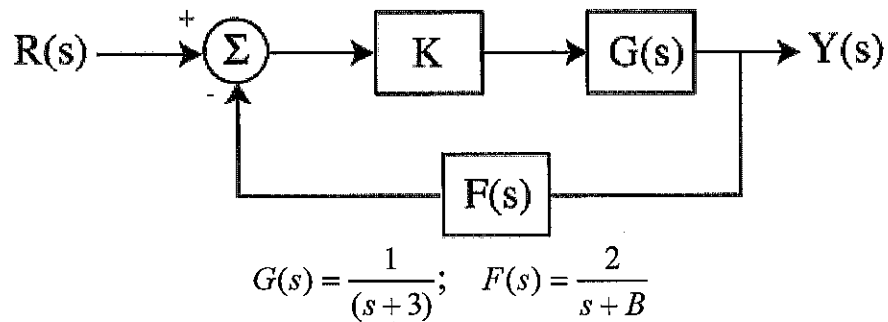 R(s) + - Σ K G(s) Y(s)
F(s)
G(s) = 1/(s+3); F(s) = 2/(s+B)